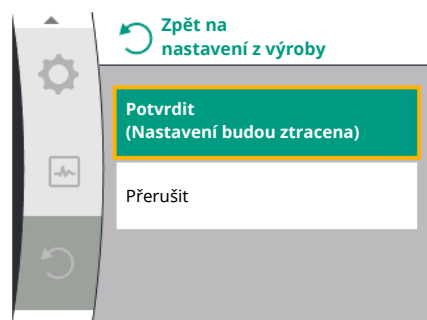 Zpět na
nastavení z výroby
Potvrdit
(Nastavení budou ztracena)
Přerušit